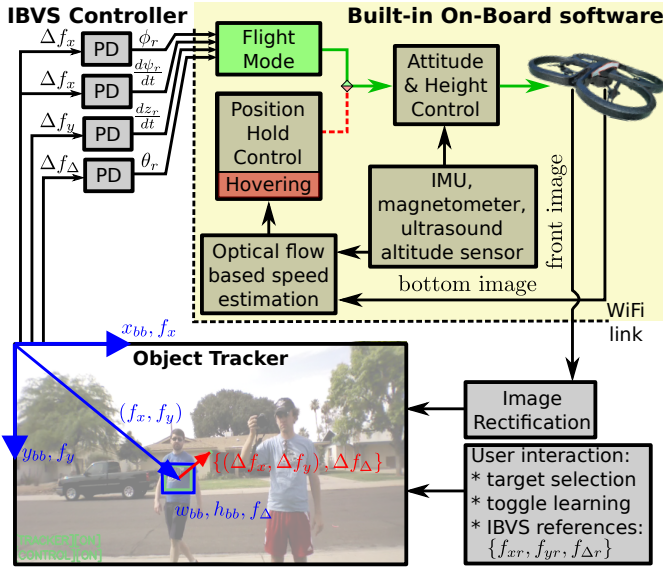 IBVS Controller
Built-in On-Board software
Δf_x
PD
ϕ_r
Δf_x
PD
dψ_r/dt
Δf_y
PD
dz_r/dt
Δf_Δ
PD
θ_r
Flight
Mode
Attitude
& Height
Control
Position
Hold
Control
Hovering
IMU,
magnetometer,
ultrasound
altitude sensor
Optical flow
based speed
estimation
front image
bottom image
WiFi
link
x_bb, f_x
Object Tracker
(f_x, f_y)
y_bb, f_y
{(Δf_x, Δf_y), Δf_Δ}
w_bb, h_bb, f_Δ
Image
Rectification
User interaction:
* target selection
* toggle learning
* IBVS references:
{f_xr, f_yr, f_Δr}